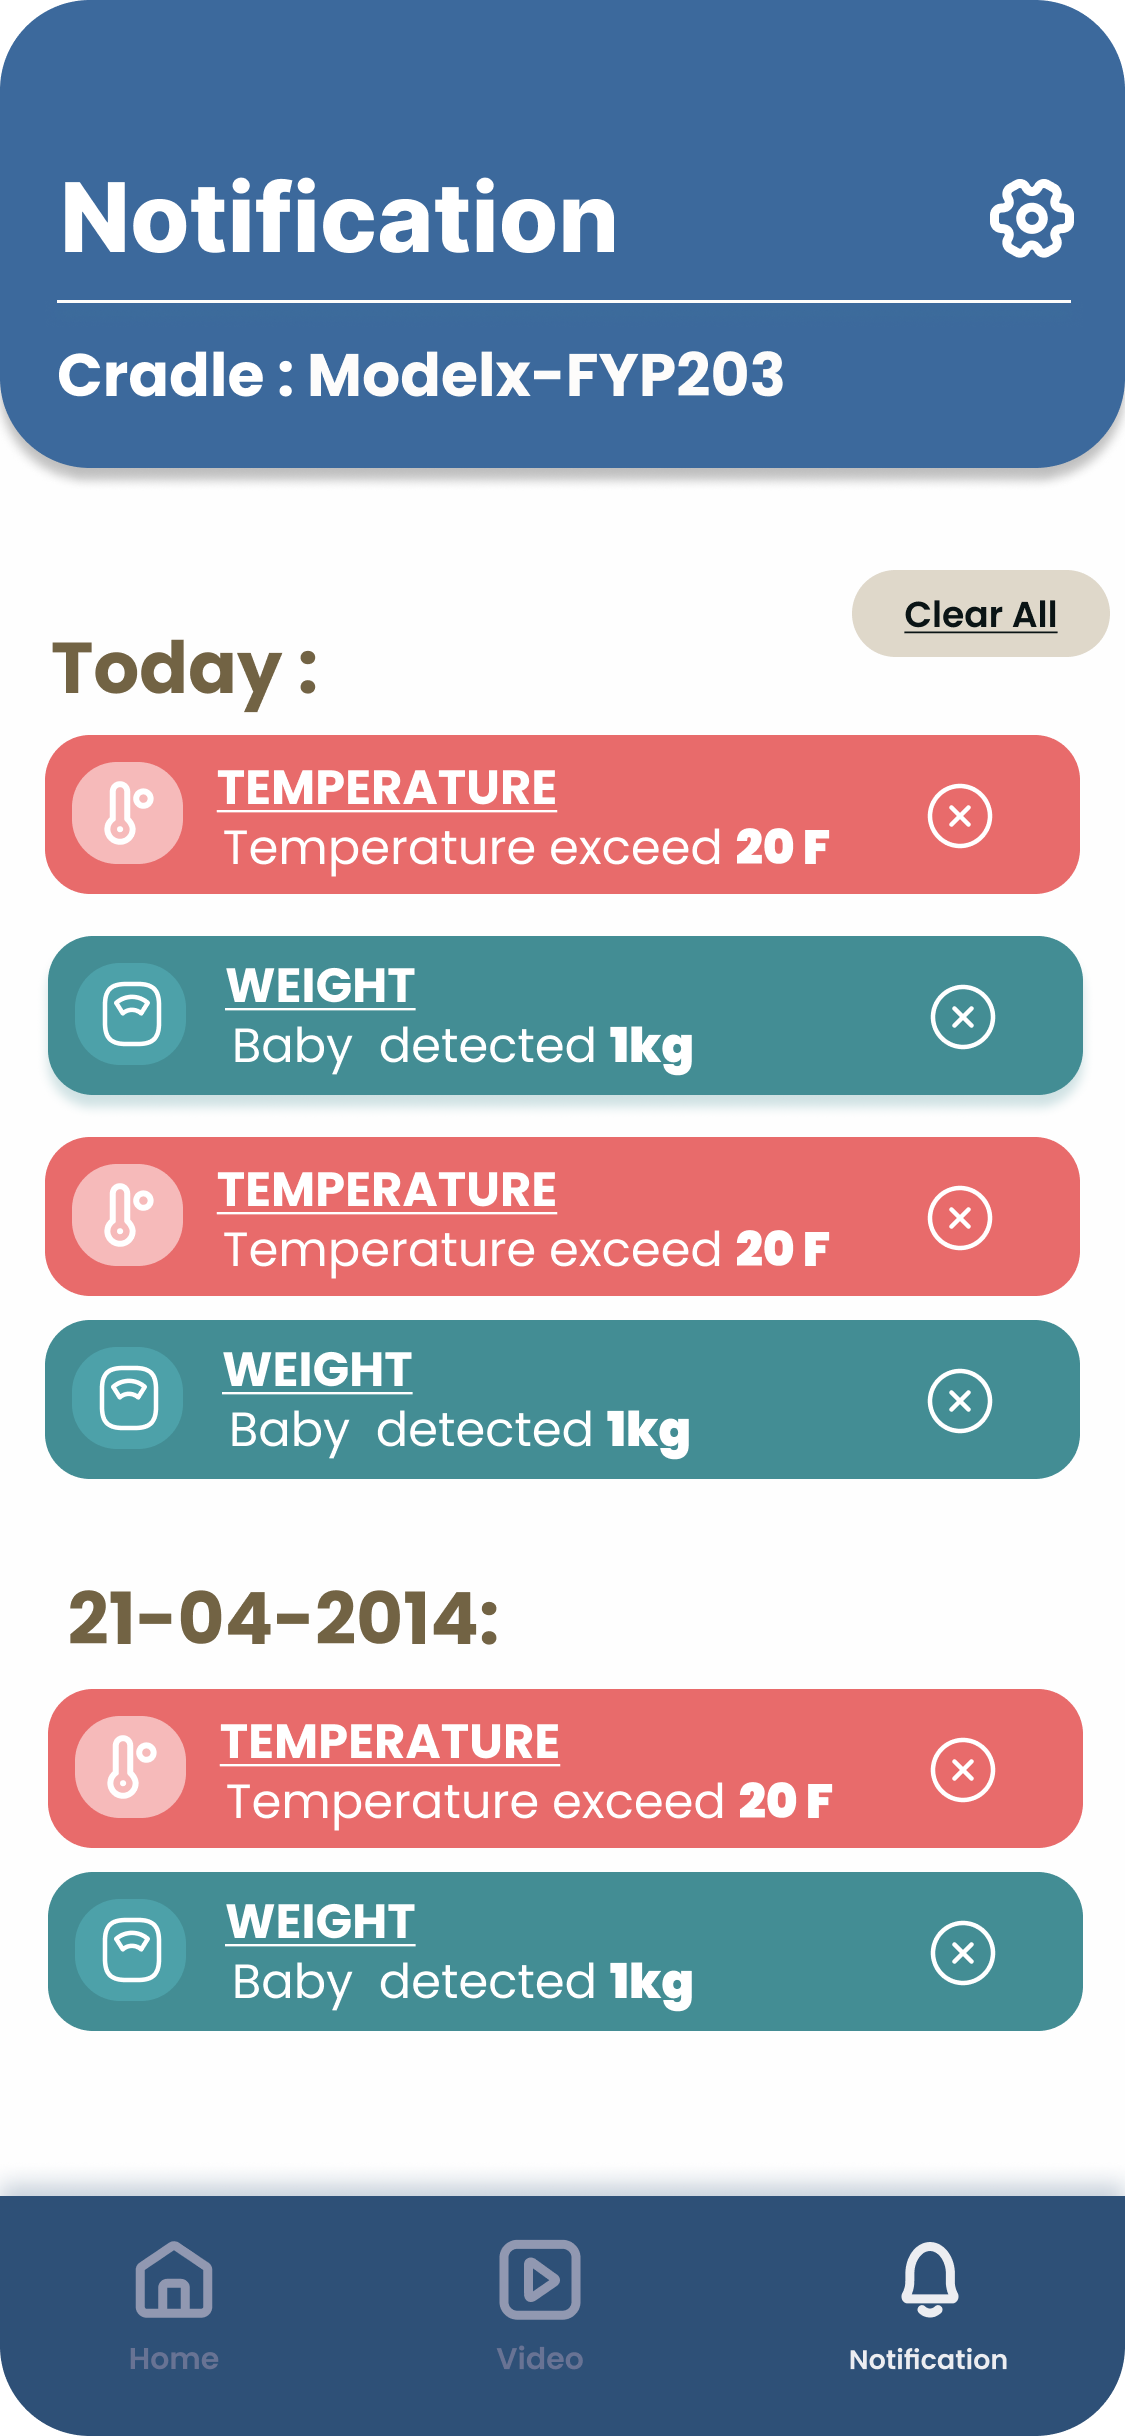 Notification
Cradle : Modelx-FYP203
Clear All
Today :
TEMPERATURE
Temperature exceed 20 F
WEIGHT
Baby  detected 1kg
TEMPERATURE
Temperature exceed 20 F
WEIGHT
Baby  detected 1kg
21-04-2014:
TEMPERATURE
Temperature exceed 20 F
WEIGHT
Baby  detected 1kg
Home
Video
Notification